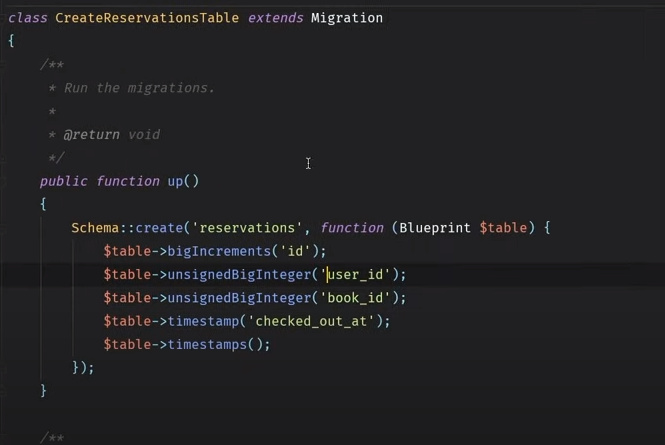 class CreateReservationsTable extends Migration
{
    /**
     * Run the migrations.
     *
     * @return void
     */
    public function up()
    {
        Schema::create('reservations', function (Blueprint $table) {
            $table->bigIncrements('id');
            $table->unsignedBigInteger('user_id');
            $table->unsignedBigInteger('book_id');
            $table->timestamp('checked_out_at');
            $table->timestamps();
        });
    }
    /**